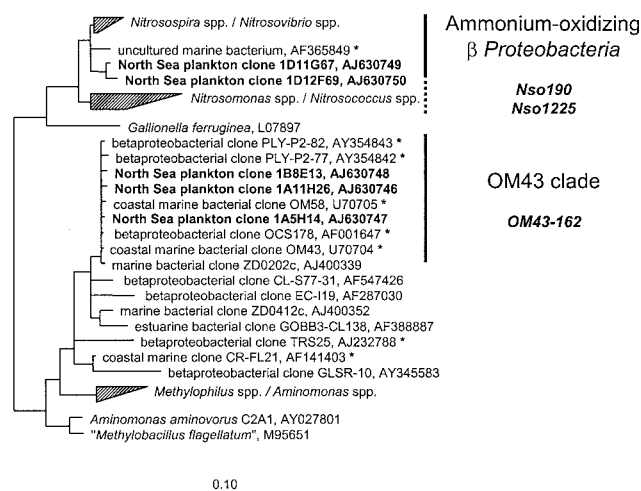 Nitrosospira spp. / Nitrosovibrio spp.
uncultured marine bacterium, AF365849 *
North Sea plankton clone 1D11G67, AJ630749
North Sea plankton clone 1D12F69, AJ630750
Nitrosomonas spp. / Nitrosococcus spp.
Gallionella ferruginea, L07897
betaproteobacterial clone PLY-P2-82, AY354843 *
betaproteobacterial clone PLY-P2-77, AY354842 *
North Sea plankton clone 1B8E13, AJ630748
North Sea plankton clone 1A11H26, AJ630746
coastal marine bacterium clone OM58, U70705 *
North Sea plankton clone 1A5H14, AJ630747
betaproteobacterial clone OCS178, AF001647 *
coastal marine bacterium clone OM43, U70704 *
marine bacterial clone ZD0202c, AJ400339
betaproteobacterial clone CL-S77-31, AF547426
betaproteobacterial clone EC-I19, AF287030
marine bacterial clone ZD0412c, AJ400352
estuarine bacterial clone GOBB3-CL138, AF388887
betaproteobacterial clone TRS25, AJ232788 *
coastal marine clone CR-FL21, AF141403 *
betaproteobacterial clone GLSR-10, AY345583
Methylophilus spp. / Aminomonas spp.
Aminomonas aminovorus C2A1, AY027801
"Methylobacillus flagellatum", M95651
0.10
Ammonium-oxidizing
β Proteobacteria
Nso190
Nso1225
OM43 clade
OM43-162